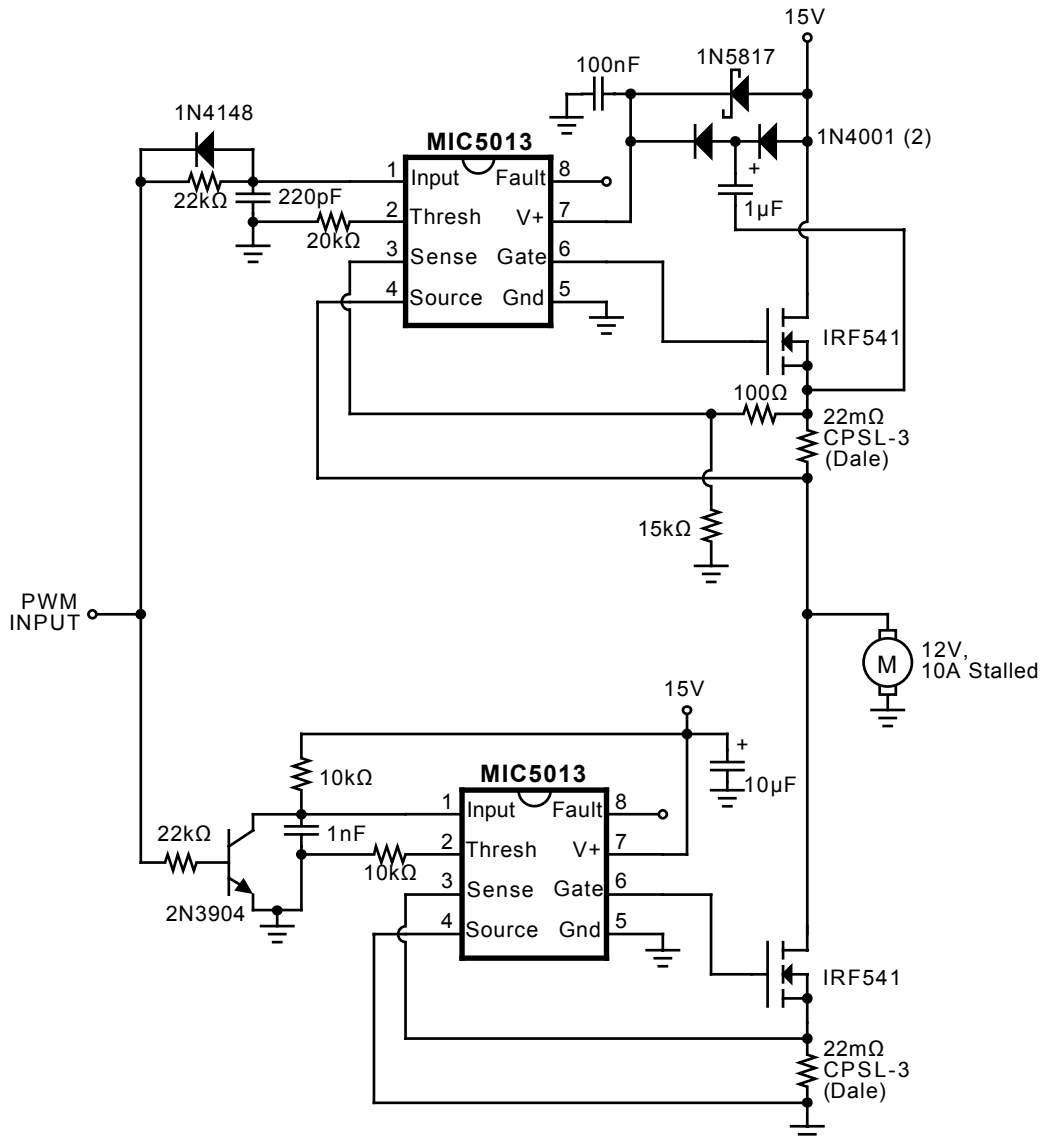 15V
1N5817
100nF
1N4148
MIC5013
1N4001 (2)
1 Input Fault 8
22kΩ
220pF
2 Thresh V+ 7
1µF
20kΩ
3 Sense Gate 6
4 Source Gnd 5
IRF541
100Ω
22mΩ
CPSL-3
(Dale)
15kΩ
PWM
INPUT
M
12V,
10A Stalled
15V
+
+
10kΩ
MIC5013
10µF
1 Input Fault 8
22kΩ
1nF
2 Thresh V+ 7
10kΩ
3 Sense Gate 6
2N3904
4 Source Gnd 5
IRF541
22mΩ
CPSL-3
(Dale)